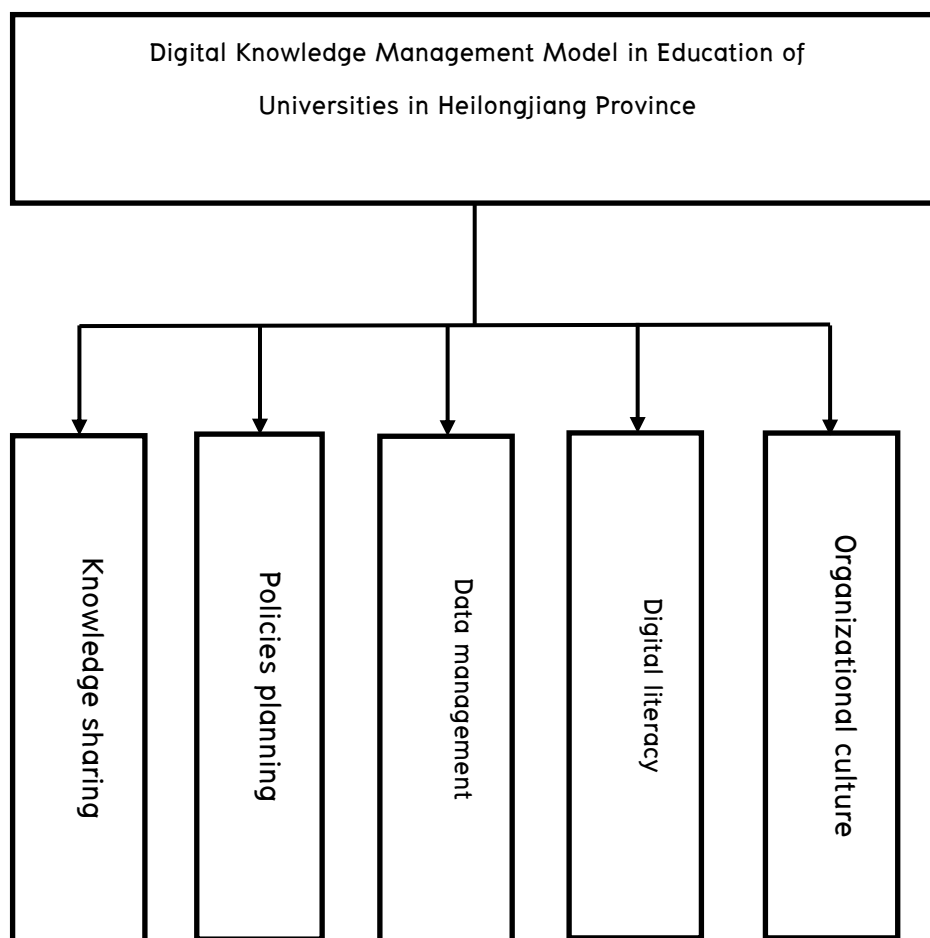 Digital Knowledge Management Model in Education of
Universities in Heilongjiang Province
Knowledge sharing
Policies planning
Data management
Digital literacy
Organizational culture